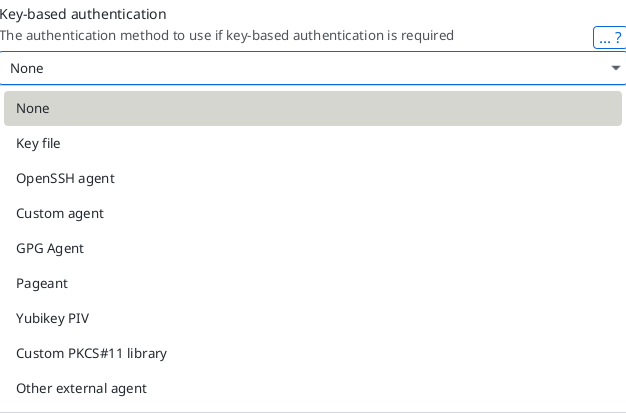 Key-based authentication
The authentication method to use if key-based authentication is required
... ?
None
None
Key file
OpenSSH agent
Custom agent
GPG Agent
Pageant
Yubikey PIV
Custom PKCS#11 library
Other external agent